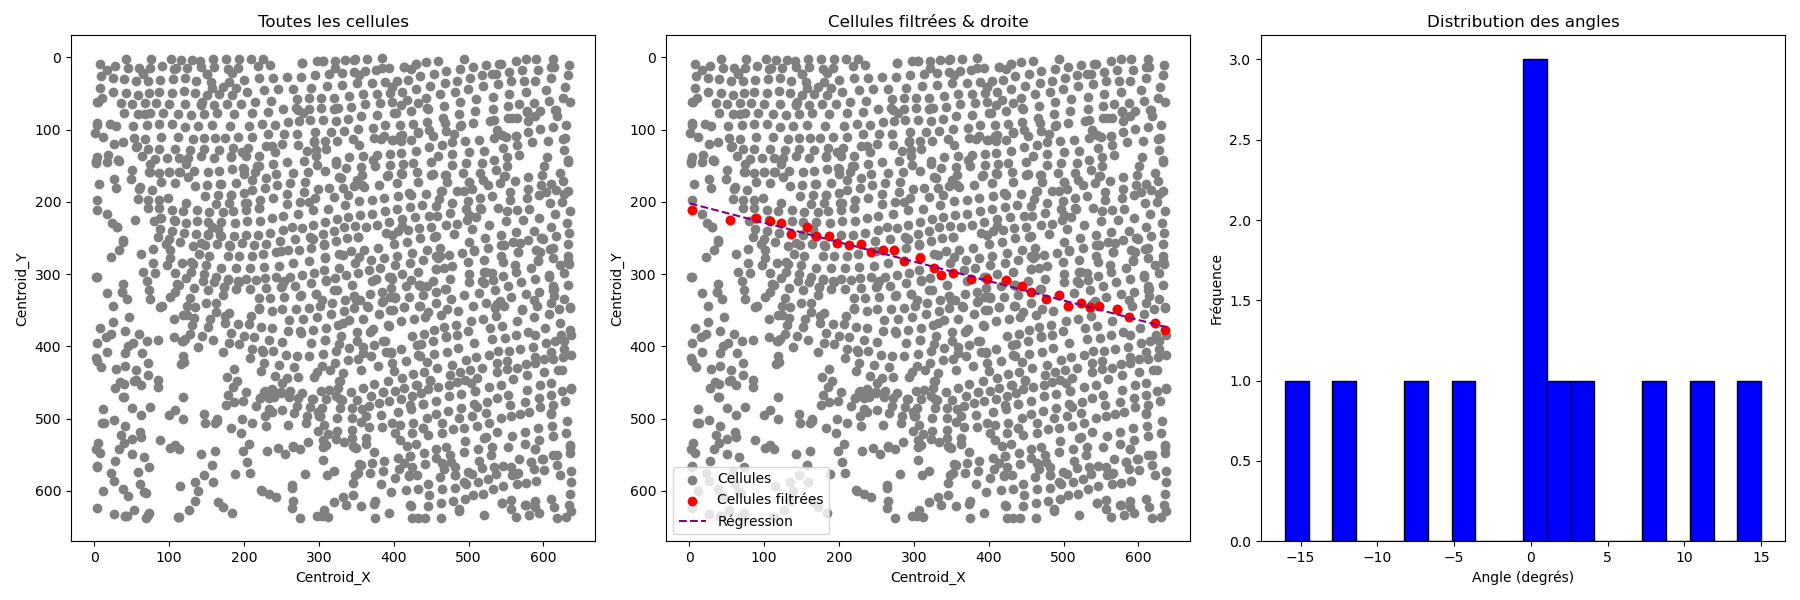 Toutes les cellules
0
100
200
300
400
500
600
Centroid_Y
0 100 200 300 400 500 600
Centroid_X
Cellules filtrées & droite
0
100
200
300
400
500
600
Centroid_Y
Cellules
Cellules filtrées
Régression
0 100 200 300 400 500 600
Centroid_X
Distribution des angles
3.0
2.5
2.0
1.5
1.0
0.5
0.0
Fréquence
−15 −10 −5 0 5 10 15
Angle (degrés)